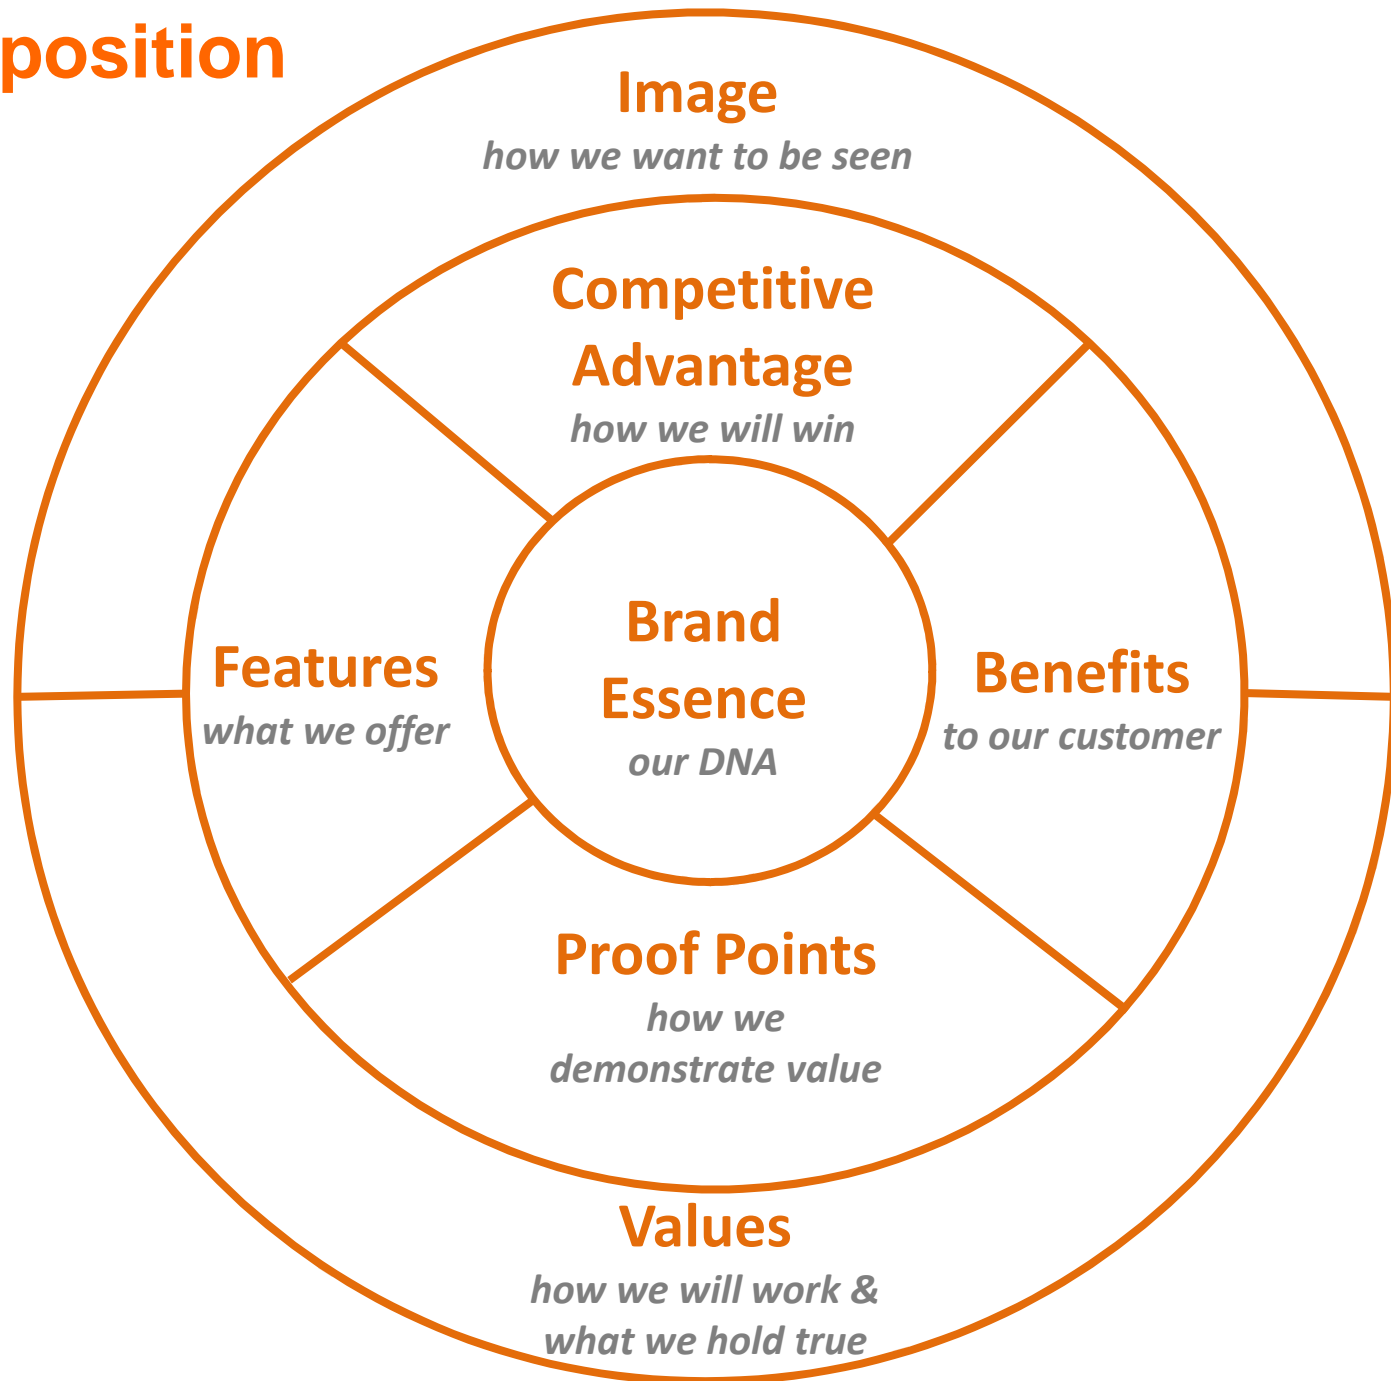 position
Image
how we want to be seen
Competitive
Advantage
how we will win
Features
what we offer
Brand
Essence
our DNA
Benefits
to our customer
Proof Points
how we
demonstrate value
Values
how we will work &
what we hold true